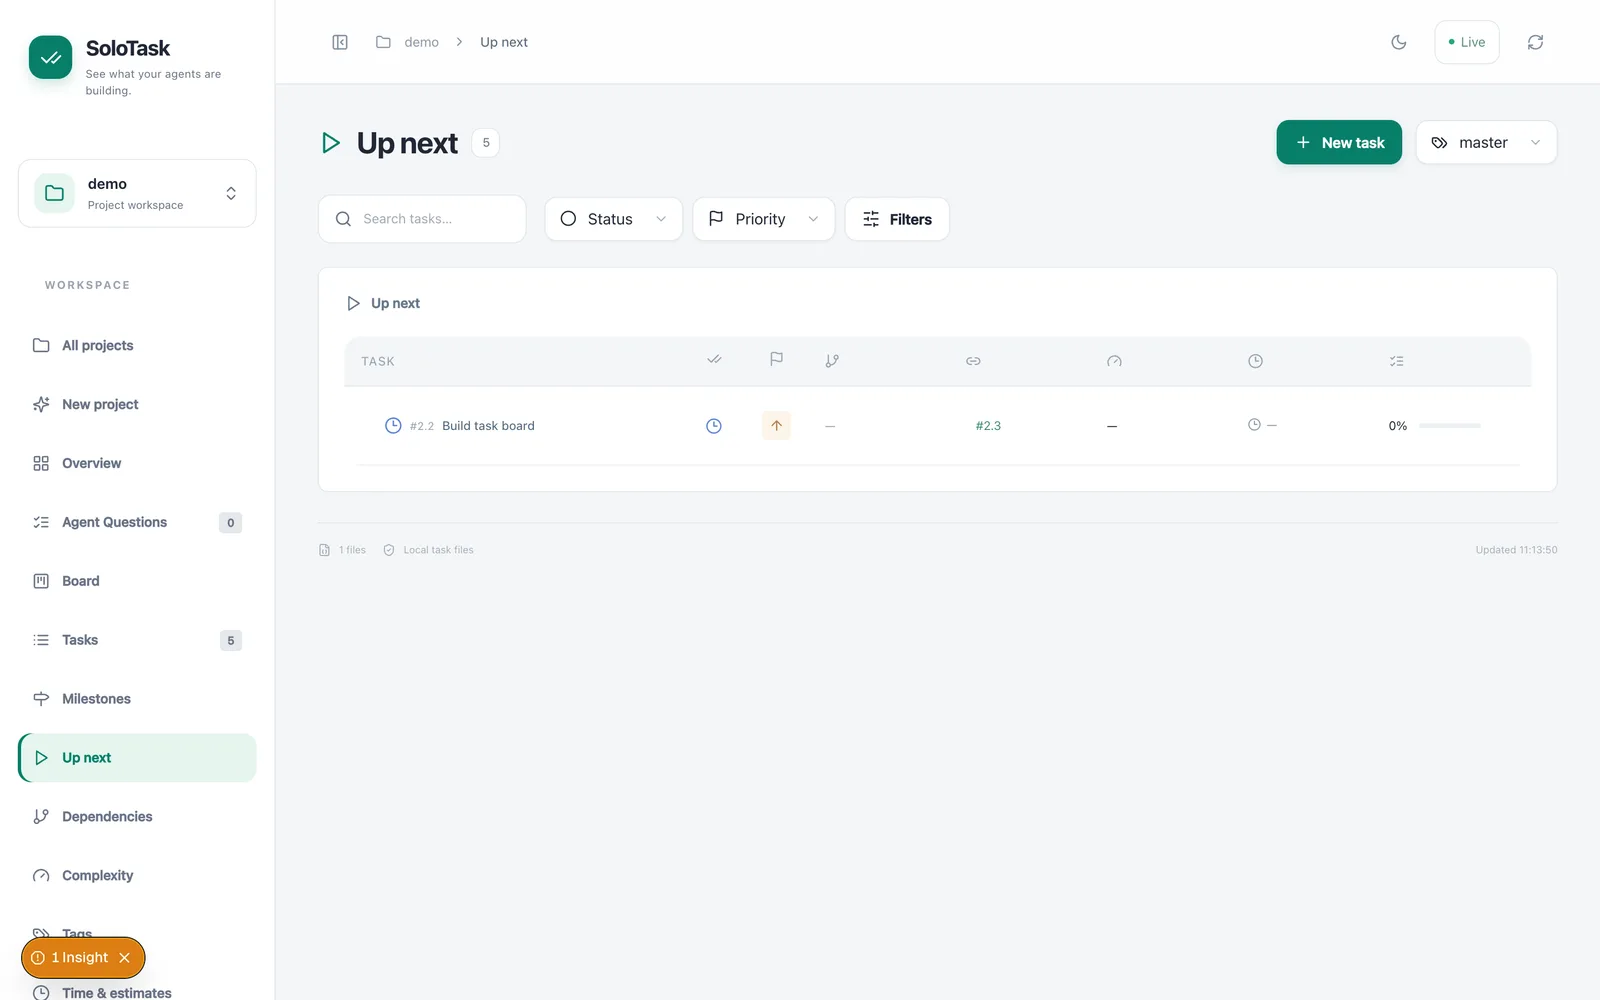 SoloTask
See what your agents are
building.
demo
Project workspace
WORKSPACE
All projects
New project
Overview
Agent Questions 0
Board
Tasks 5
Milestones
Up next
Dependencies
Complexity
Tags
1 Insight
Time & estimates
demo Up next
Live
Up next 5
New task
master
Search tasks...
Status
Priority
Filters
Up next
TASK
#2.2 Build task board — #2.3 — — 0%
1 files Local task files
Updated 11:13:50